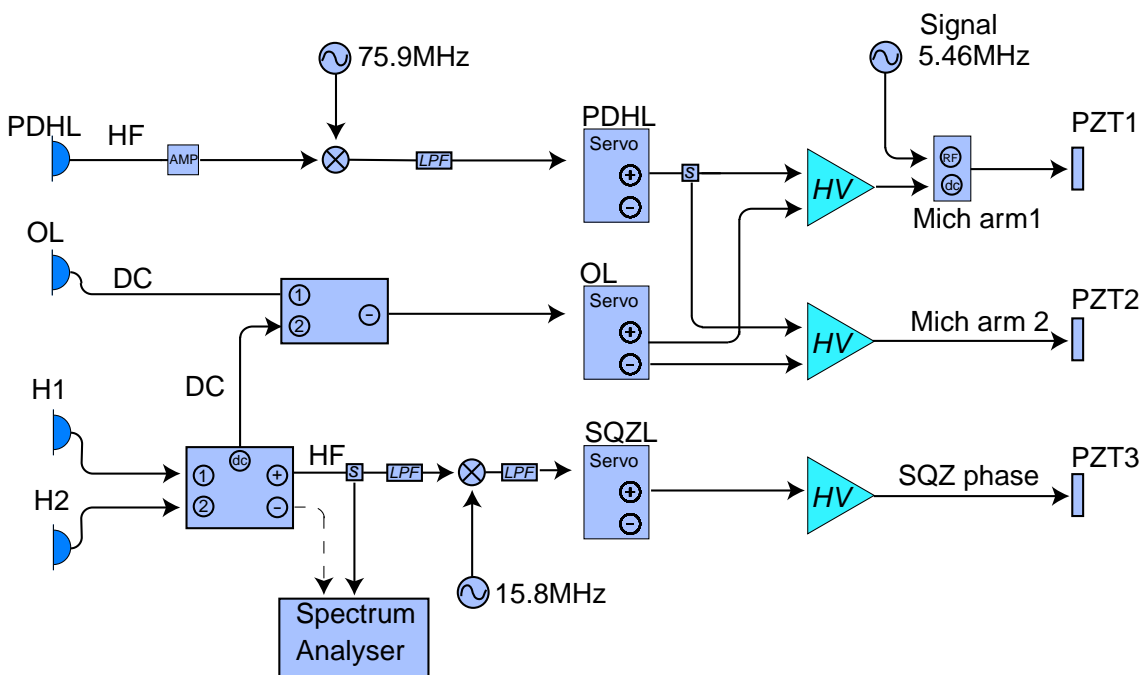 Signal
75.9MHz
5.46MHz
PDHL
HF
AMP
LPF
PDHL
Servo
+
-
S
HV
RF
dc
Mich arm1
PZT1
OL
DC
1
2
-
OL
Servo
+
-
HV
Mich arm 2
PZT2
DC
H1
H2
dc
1
2
+
-
HF
S
LPF
LPF
SQZL
Servo
+
-
HV
SQZ phase
PZT3
15.8MHz
Spectrum
Analyser